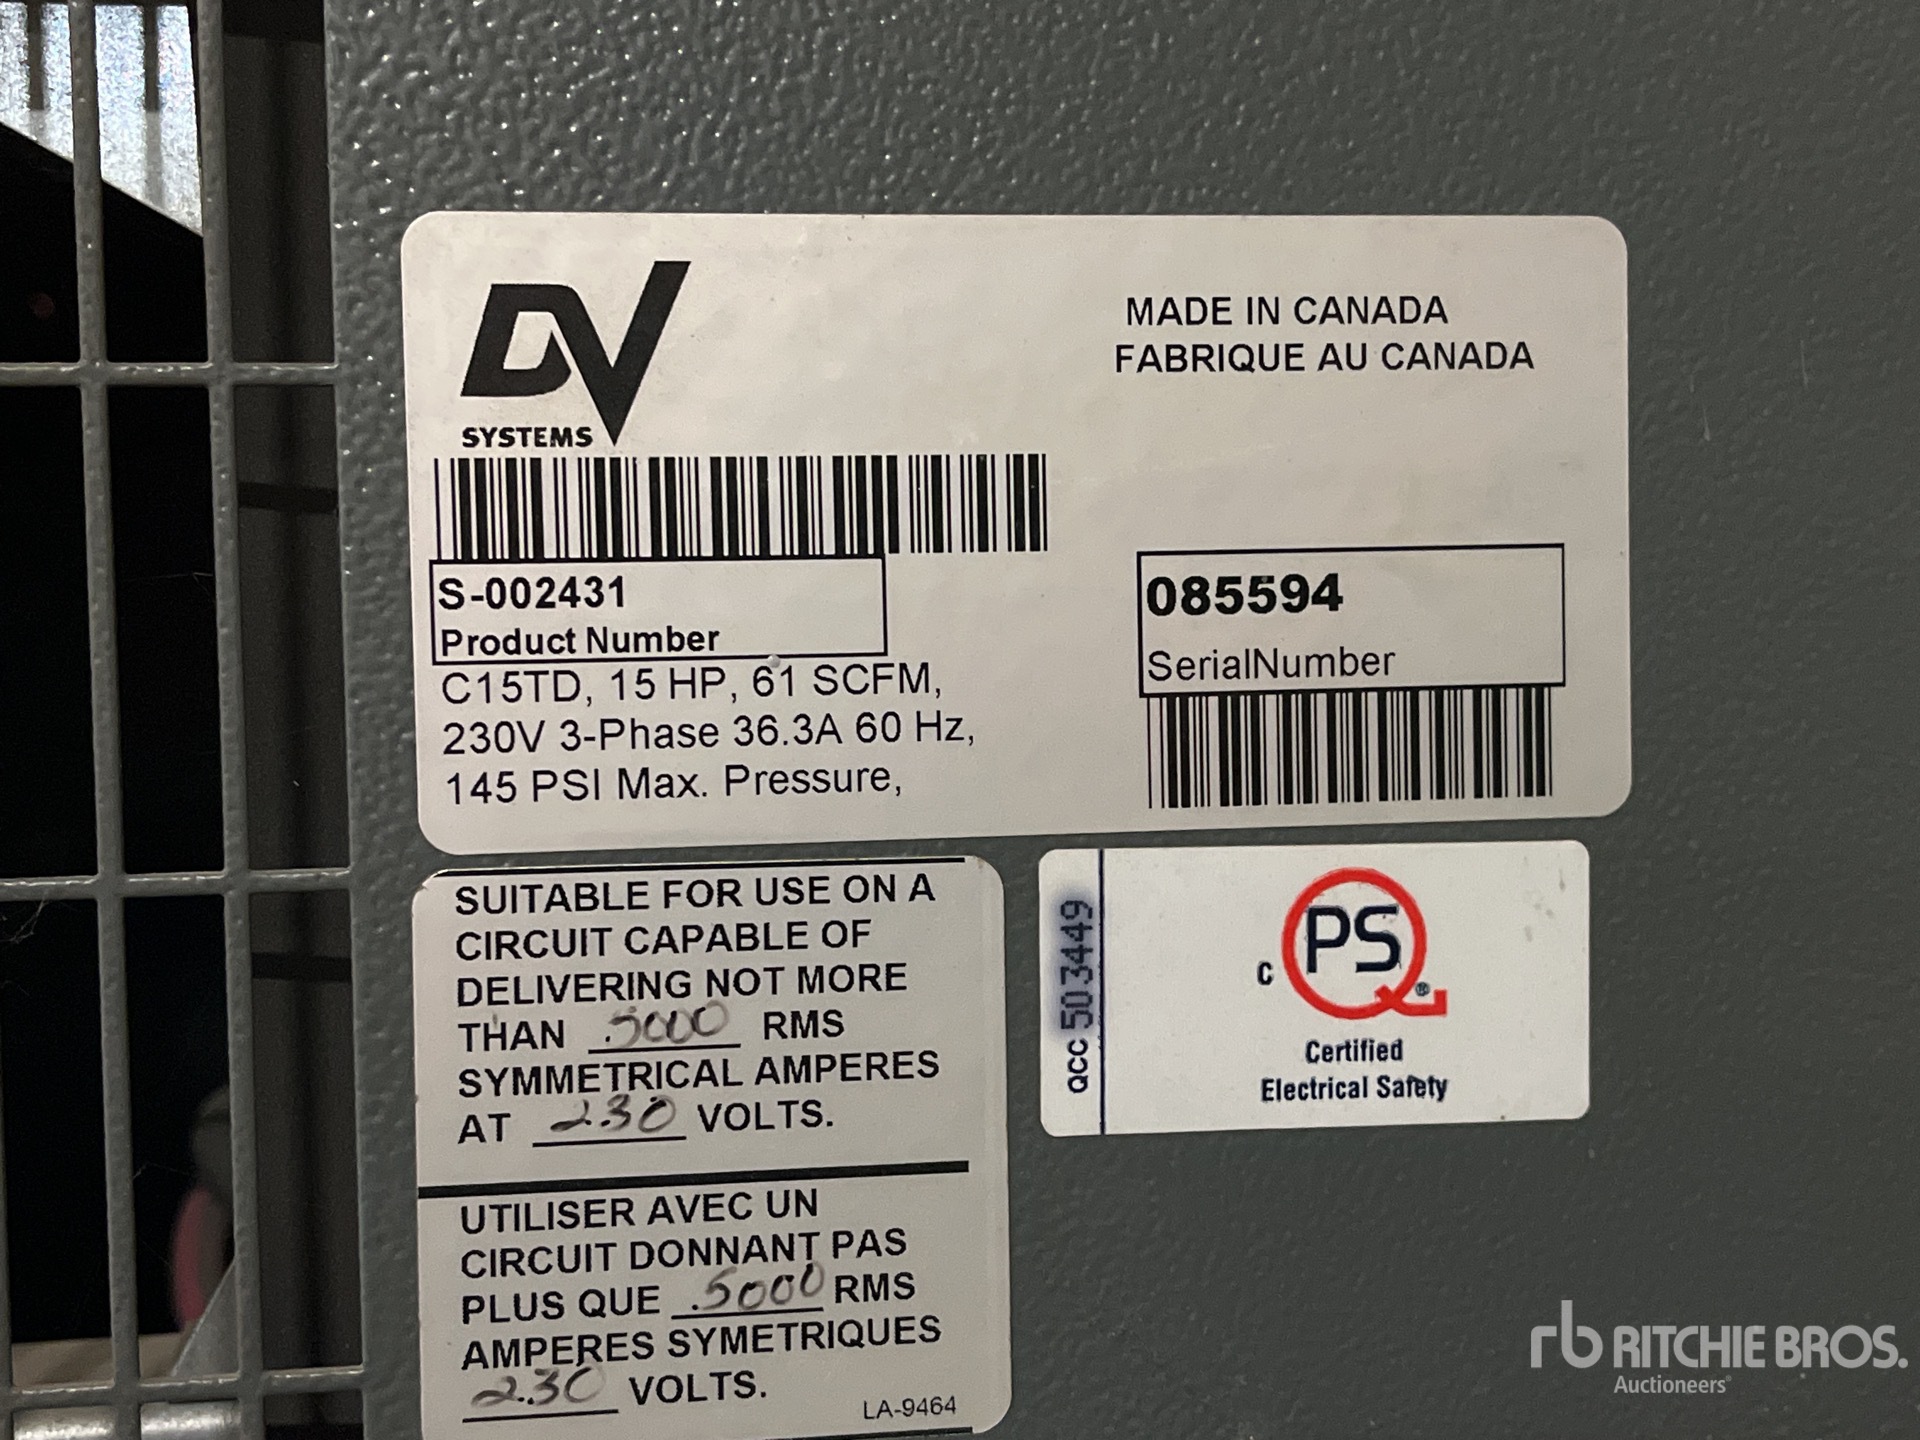 DV
SYSTEMS
MADE IN CANADA
FABRIQUE AU CANADA
S-002431
Product Number
C15TD, 15 HP, 61 SCFM,
230V 3-Phase 36.3A 60 Hz,
145 PSI Max. Pressure,
085594
SerialNumber
SUITABLE FOR USE ON A
CIRCUIT CAPABLE OF
DELIVERING NOT MORE
THAN .5000 RMS
SYMMETRICAL AMPERES
AT 230 VOLTS.
UTILISER AVEC UN
CIRCUIT DONNANT PAS
PLUS QUE .5000 RMS
AMPERES SYMETRIQUES
230 VOLTS.
LA-9464
QCC 503449
C PSQ®
Certified
Electrical Safety
rb RITCHIE BROS.
Auctioneers